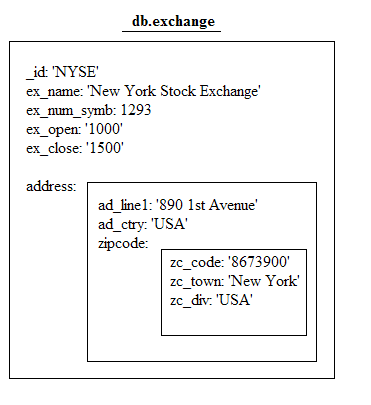 db.exchange
_id: 'NYSE'
ex_name: 'New York Stock Exchange'
ex_num_symb: 1293
ex_open: '1000'
ex_close: '1500'
address:
ad_line1: '890 1st Avenue'
ad_ctry: 'USA'
zipcode:
zc_code: '8673900'
zc_town: 'New York'
zc_div: 'USA'